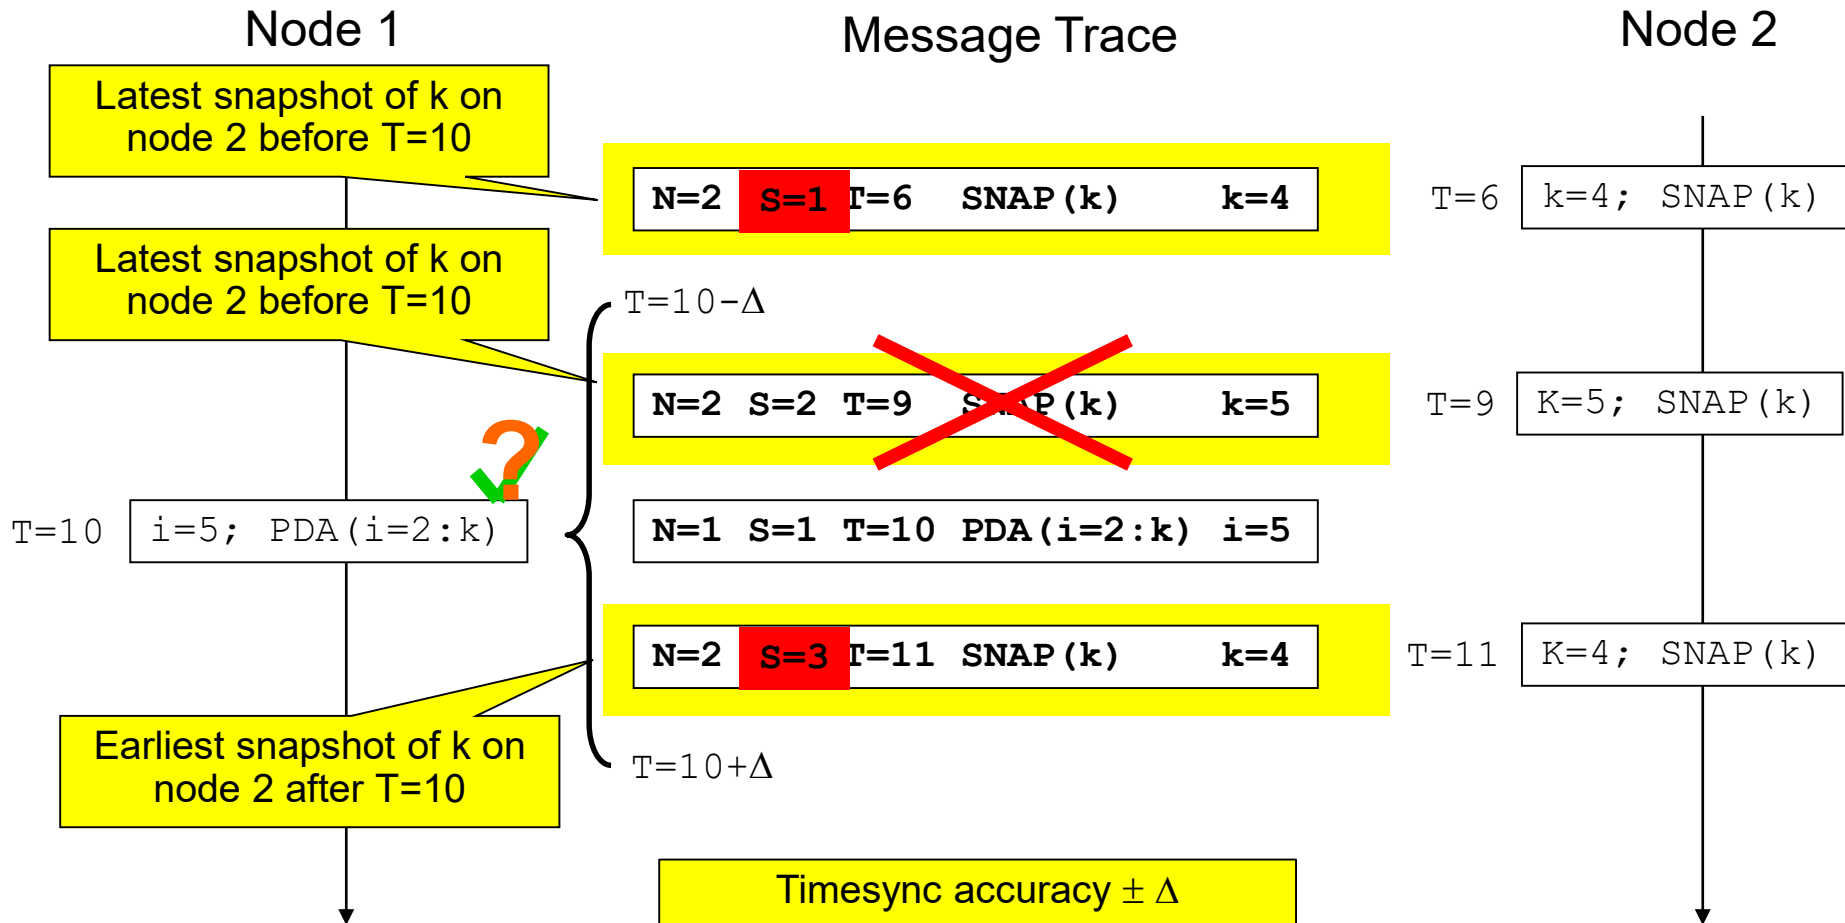 Node 1
Message Trace
Node 2
Latest snapshot of k on
node 2 before T=10
N=2 S=1 T=6 SNAP(k) k=4
T=6 k=4; SNAP(k)
Latest snapshot of k on
node 2 before T=10
T=10-Δ
N=2 S=2 T=9 SNAP(k) k=5
T=9 K=5; SNAP(k)
?
T=10 i=5; PDA(i=2:k)
N=1 S=1 T=10 PDA(i=2:k) i=5
N=2 S=3 T=11 SNAP(k) k=4
T=11 K=4; SNAP(k)
Earliest snapshot of k on
node 2 after T=10
T=10+Δ
Timesync accuracy ± Δ